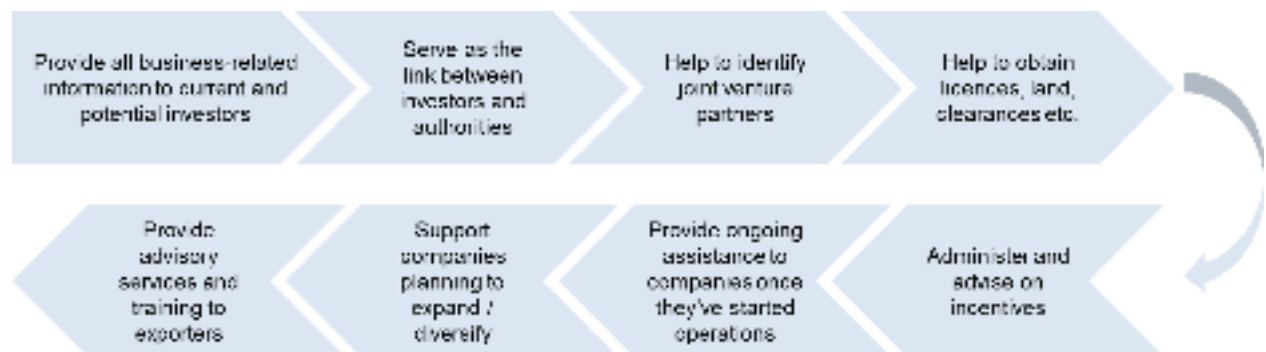 Provide all business-related
information to current and
potential investors
Serve as the
link between
investors and
authorities
Help to identify
joint venture
partners
Help to obtain
licences, land,
clearances etc.
Administer and
advise on
incentives
Provide ongoing
assistance to
companies once
they've started
operations
Support
companies
planning to
expand /
diversify
Provide
advisory
services and
training to
exporters